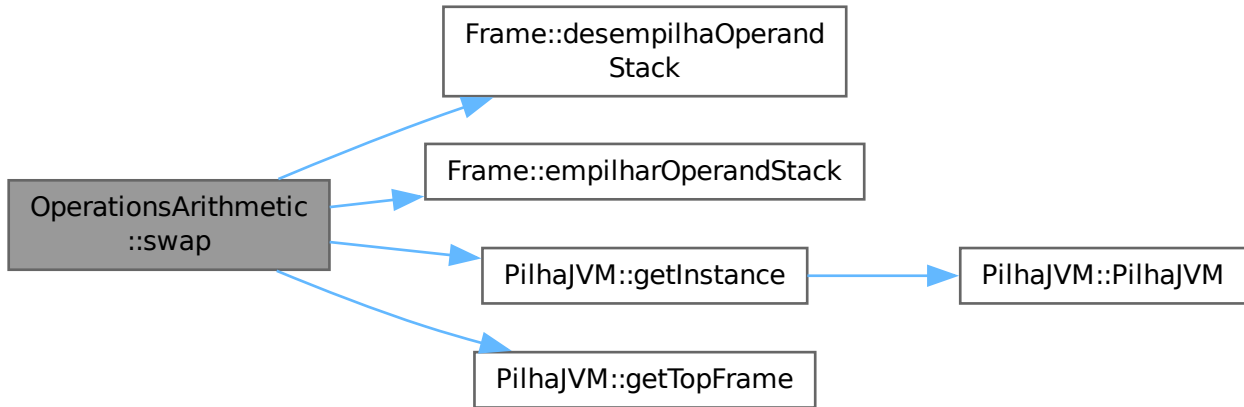 Frame::desempilhaOperand
Stack
Frame::empilharOperandStack
OperationsArithmetic
::swap
PilhaJVM::getInstance
PilhaJVM::PilhaJVM
PilhaJVM::getTopFrame